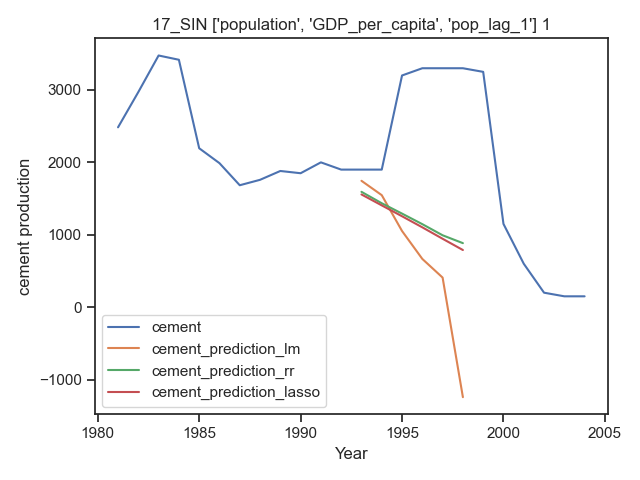 17_SIN ['population', 'GDP_per_capita', 'pop_lag_1'] 1
cement production
3000
2000
1000
0
−1000
cement
cement_prediction_lm
cement_prediction_rr
cement_prediction_lasso
1980 1985 1990 1995 2000 2005
Year